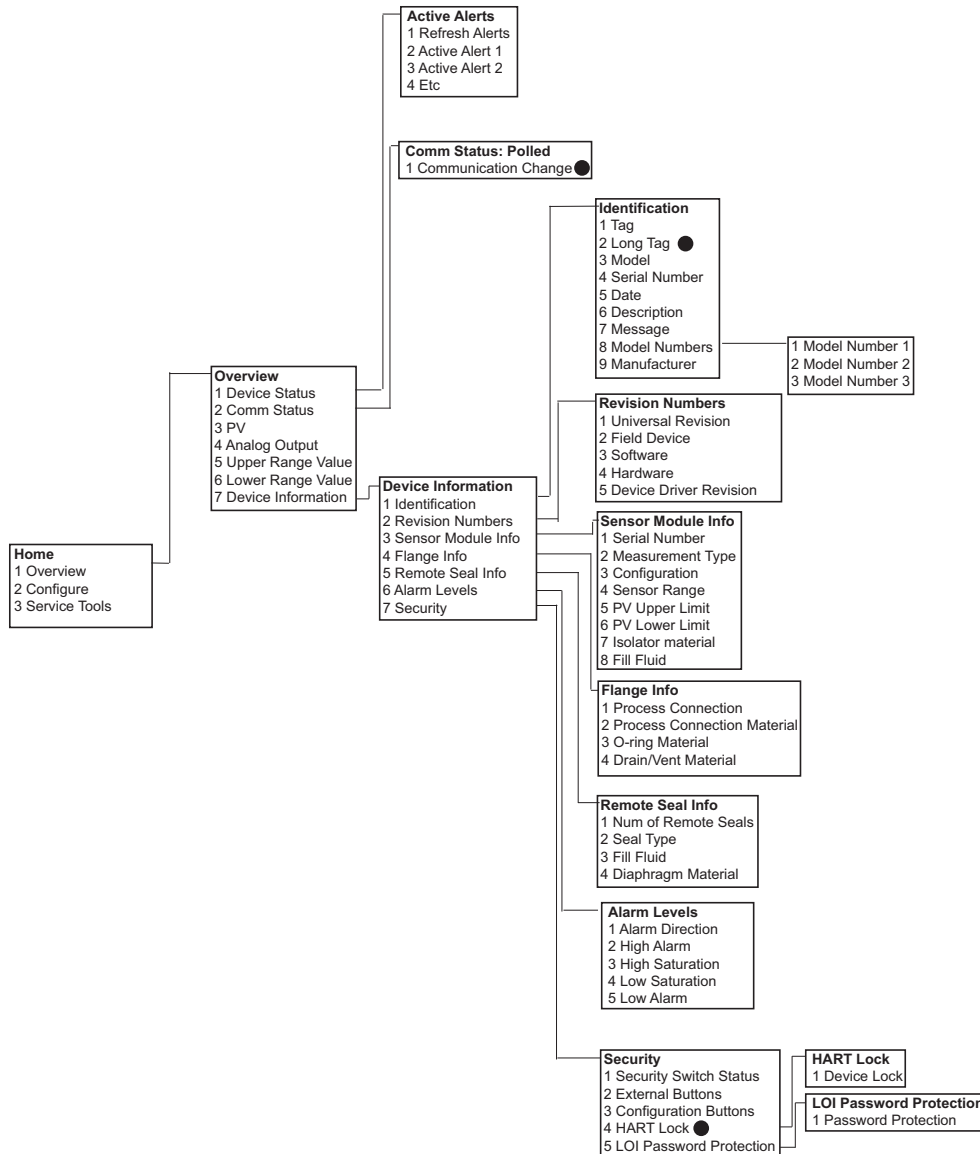 Active Alerts
1 Refresh Alerts
2 Active Alert 1
3 Active Alert 2
4 Etc
Comm Status: Polled
1 Communication Change
Identification
1 Tag
2 Long Tag
3 Model
4 Serial Number
5 Date
6 Description
7 Message
8 Model Numbers
9 Manufacturer
1 Model Number 1
2 Model Number 2
3 Model Number 3
Overview
1 Device Status
2 Comm Status
3 PV
4 Analog Output
5 Upper Range Value
6 Lower Range Value
7 Device Information
Revision Numbers
1 Universal Revision
2 Field Device
3 Software
4 Hardware
5 Device Driver Revision
Device Information
1 Identification
2 Revision Numbers
3 Sensor Module Info
4 Flange Info
5 Remote Seal Info
6 Alarm Levels
7 Security
Home
1 Overview
2 Configure
3 Service Tools
Sensor Module Info
1 Serial Number
2 Measurement Type
3 Configuration
4 Sensor Range
5 PV Upper Limit
6 PV Lower Limit
7 Isolator material
8 Fill Fluid
Flange Info
1 Process Connection
2 Process Connection Material
3 O-ring Material
4 Drain/Vent Material
Remote Seal Info
1 Num of Remote Seals
2 Seal Type
3 Fill Fluid
4 Diaphragm Material
Alarm Levels
1 Alarm Direction
2 High Alarm
3 High Saturation
4 Low Saturation
5 Low Alarm
Security
1 Security Switch Status
2 External Buttons
3 Configuration Buttons
4 HART Lock
5 LOI Password Protection
HART Lock
1 Device Lock
LOI Password Protection
1 Password Protection